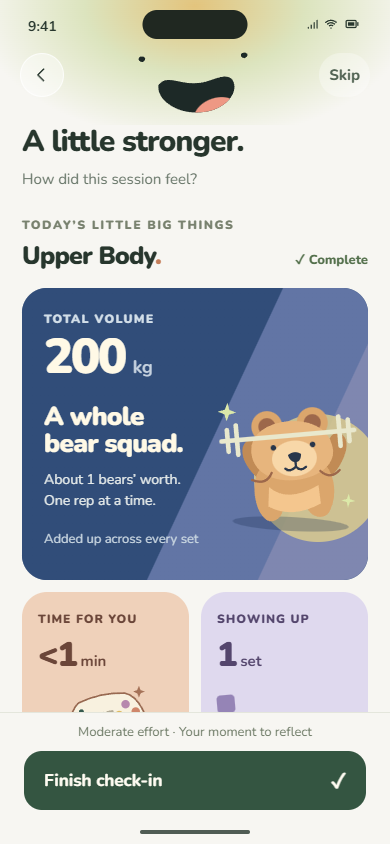 9:41
Skip
A little stronger.
How did this session feel?
TODAY’S LITTLE BIG THINGS
Upper Body.
✓ Complete
TOTAL VOLUME
200 kg
A whole
bear squad.
About 1 bears’ worth.
One rep at a time.
Added up across every set
TIME FOR YOU
<1 min
SHOWING UP
1 set
Moderate effort · Your moment to reflect
Finish check-in ✓